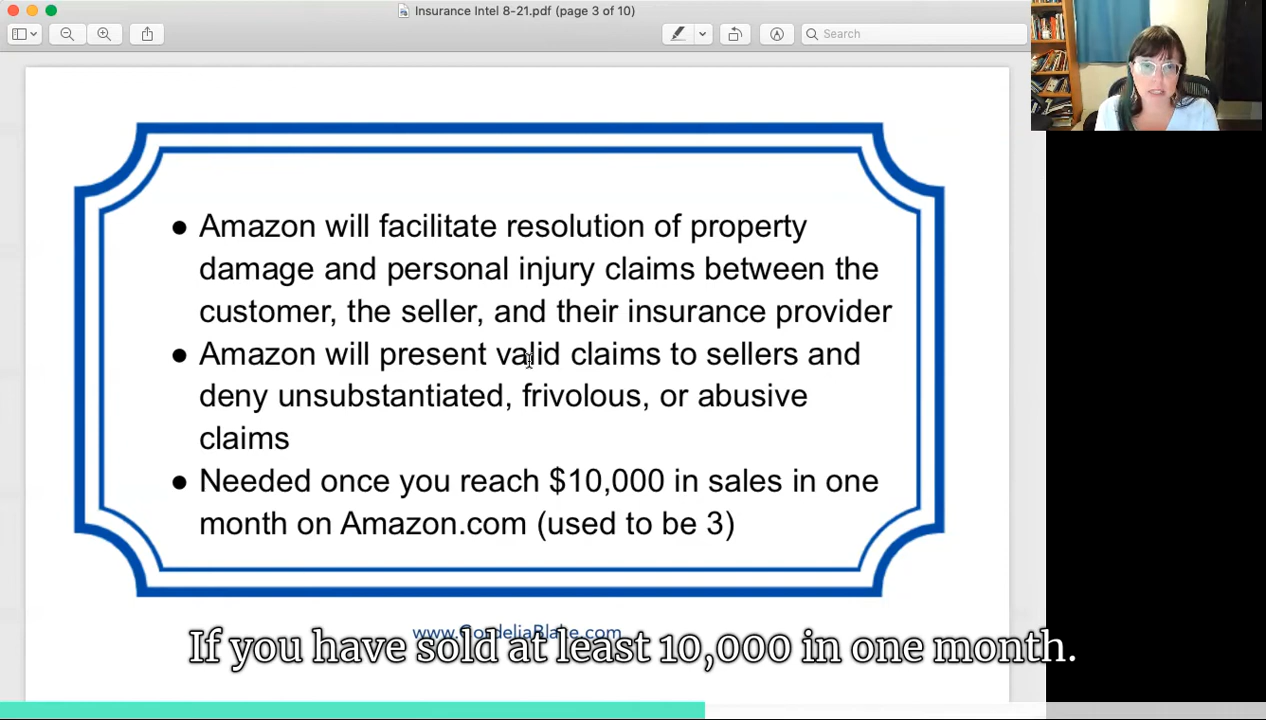 Insurance Intel 8-21.pdf (page 3 of 10)
Search
● Amazon will facilitate resolution of property
damage and personal injury claims between the
customer, the seller, and their insurance provider
● Amazon will present valid claims to sellers and
deny unsubstantiated, frivolous, or abusive
claims
● Needed once you reach $10,000 in sales in one
month on Amazon.com (used to be 3)
www.CordeliaBlake.com
If you have sold at least 10,000 in one month.